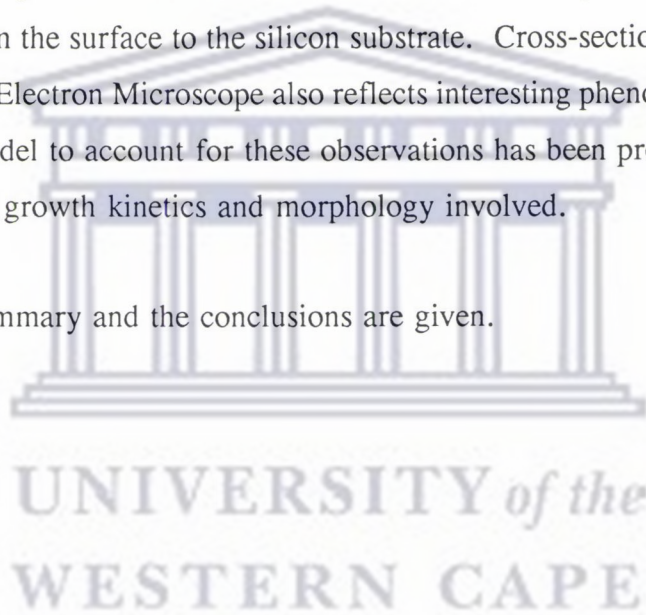 n the surface to the silicon substrate. Cross-sectio
Electron Microscope also reflects interesting pheno
del to account for these observations has been pr
growth kinetics and morphology involved.
mmary and the conclusions are given.
UNIVERSITY of the
WESTERN CAPE